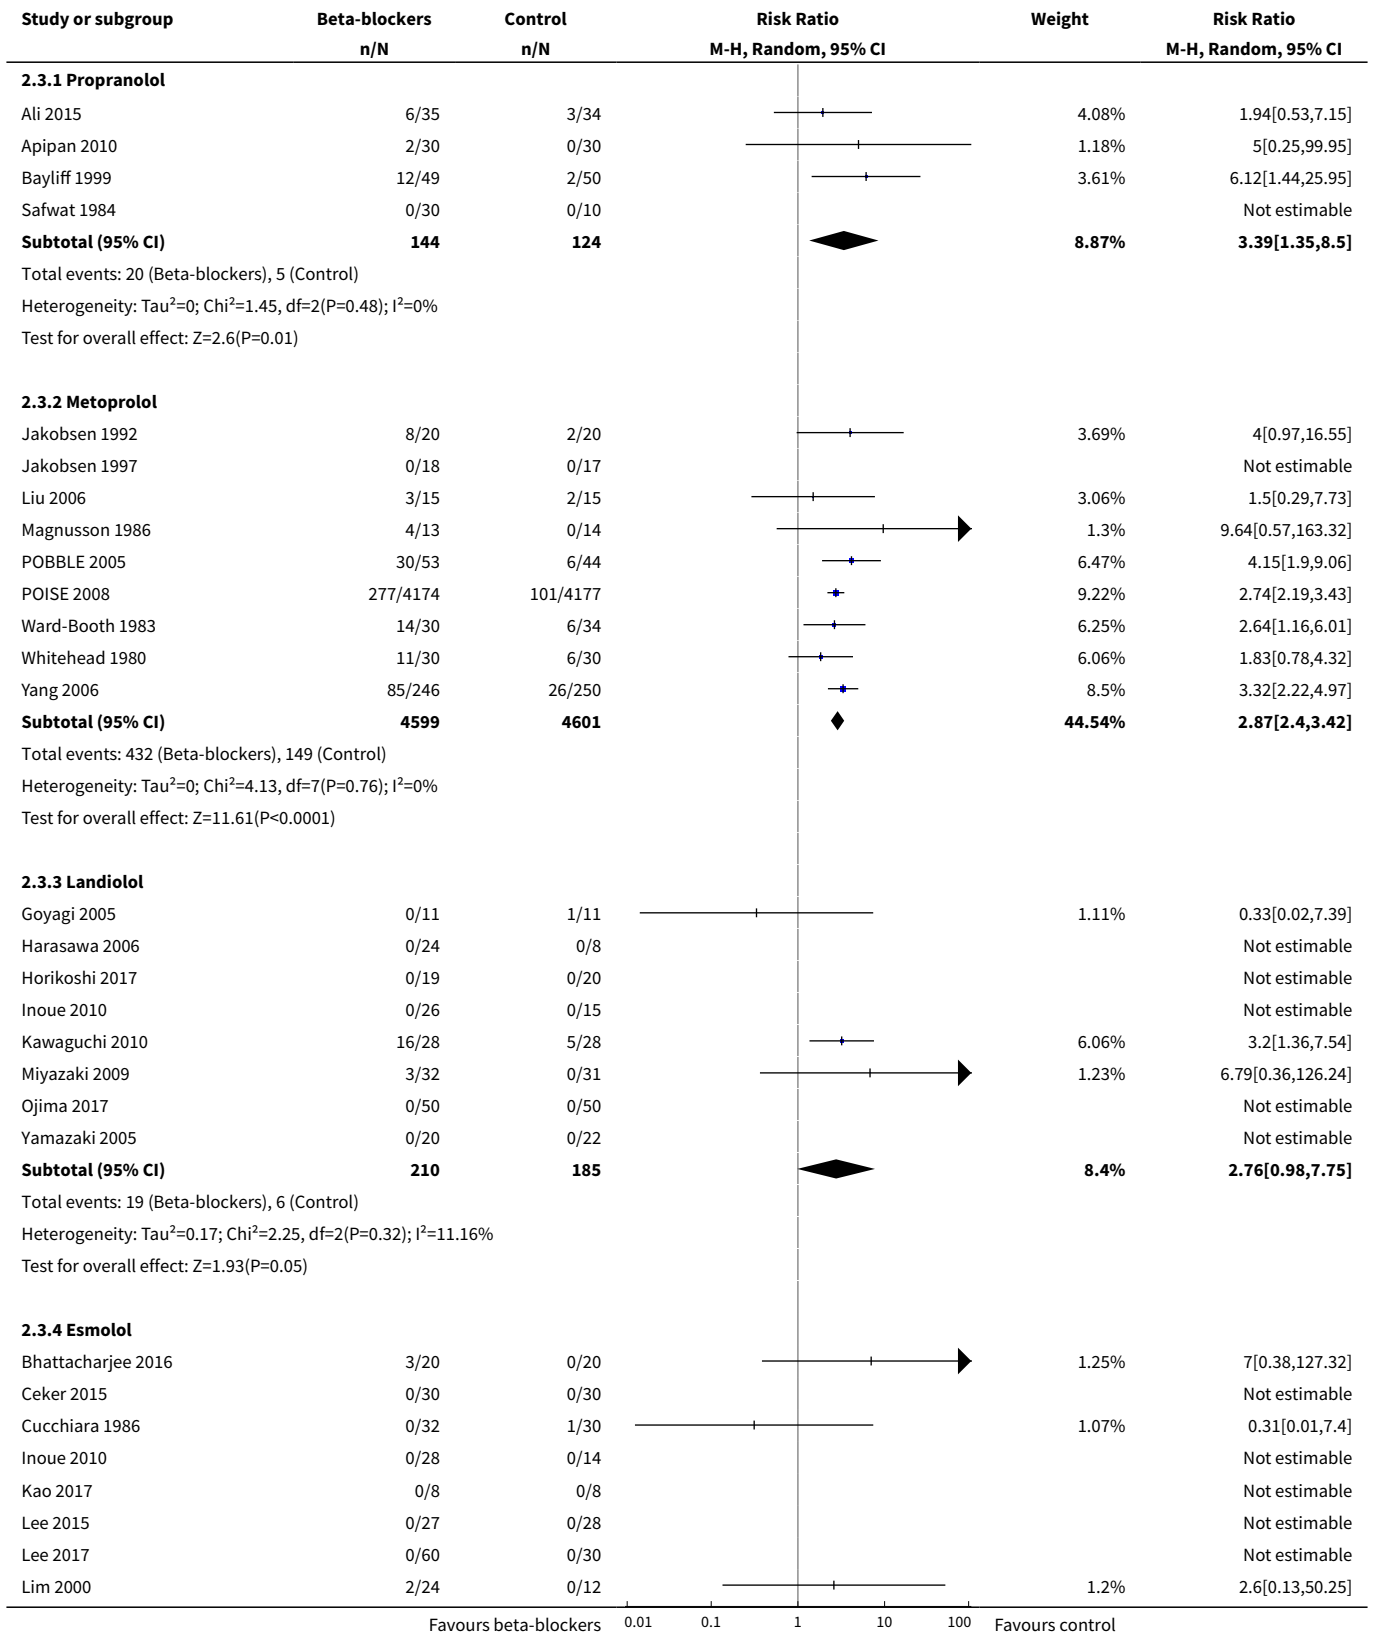 Study or subgroup Beta-blockers Control Risk Ratio Weight Risk Ratio
n/N n/N M-H, Random, 95% CI M-H, Random, 95% CI
2.3.1 Propranolol
Ali 2015 6/35 3/34 4.08% 1.94[0.53,7.15]
Apipan 2010 2/30 0/30 1.18% 5[0.25,99.95]
Bayliff 1999 12/49 2/50 3.61% 6.12[1.44,25.95]
Safwat 1984 0/30 0/10 Not estimable
Subtotal (95% CI) 144 124 8.87% 3.39[1.35,8.5]
Total events: 20 (Beta-blockers), 5 (Control)
Heterogeneity: Tau²=0; Chi²=1.45, df=2(P=0.48); I²=0%
Test for overall effect: Z=2.6(P=0.01)
2.3.2 Metoprolol
Jakobsen 1992 8/20 2/20 3.69% 4[0.97,16.55]
Jakobsen 1997 0/18 0/17 Not estimable
Liu 2006 3/15 2/15 3.06% 1.5[0.29,7.73]
Magnusson 1986 4/13 0/14 1.3% 9.64[0.57,163.32]
POBBLE 2005 30/53 6/44 6.47% 4.15[1.9,9.06]
POISE 2008 277/4174 101/4177 9.22% 2.74[2.19,3.43]
Ward-Booth 1983 14/30 6/34 6.25% 2.64[1.16,6.01]
Whitehead 1980 11/30 6/30 6.06% 1.83[0.78,4.32]
Yang 2006 85/246 26/250 8.5% 3.32[2.22,4.97]
Subtotal (95% CI) 4599 4601 44.54% 2.87[2.4,3.42]
Total events: 432 (Beta-blockers), 149 (Control)
Heterogeneity: Tau²=0; Chi²=4.13, df=7(P=0.76); I²=0%
Test for overall effect: Z=11.61(P<0.0001)
2.3.3 Landiolol
Goyagi 2005 0/11 1/11 1.11% 0.33[0.02,7.39]
Harasawa 2006 0/24 0/8 Not estimable
Horikoshi 2017 0/19 0/20 Not estimable
Inoue 2010 0/26 0/15 Not estimable
Kawaguchi 2010 16/28 5/28 6.06% 3.2[1.36,7.54]
Miyazaki 2009 3/32 0/31 1.23% 6.79[0.36,126.24]
Ojima 2017 0/50 0/50 Not estimable
Yamazaki 2005 0/20 0/22 Not estimable
Subtotal (95% CI) 210 185 8.4% 2.76[0.98,7.75]
Total events: 19 (Beta-blockers), 6 (Control)
Heterogeneity: Tau²=0.17; Chi²=2.25, df=2(P=0.32); I²=11.16%
Test for overall effect: Z=1.93(P=0.05)
2.3.4 Esmolol
Bhattacharjee 2016 3/20 0/20 1.25% 7[0.38,127.32]
Ceker 2015 0/30 0/30 Not estimable
Cucchiara 1986 0/32 1/30 1.07% 0.31[0.01,7.4]
Inoue 2010 0/28 0/14 Not estimable
Kao 2017 0/8 0/8 Not estimable
Lee 2015 0/27 0/28 Not estimable
Lee 2017 0/60 0/30 Not estimable
Lim 2000 2/24 0/12 1.2% 2.6[0.13,50.25]
Favours beta-blockers 0.01 0.1 1 10 100 Favours control